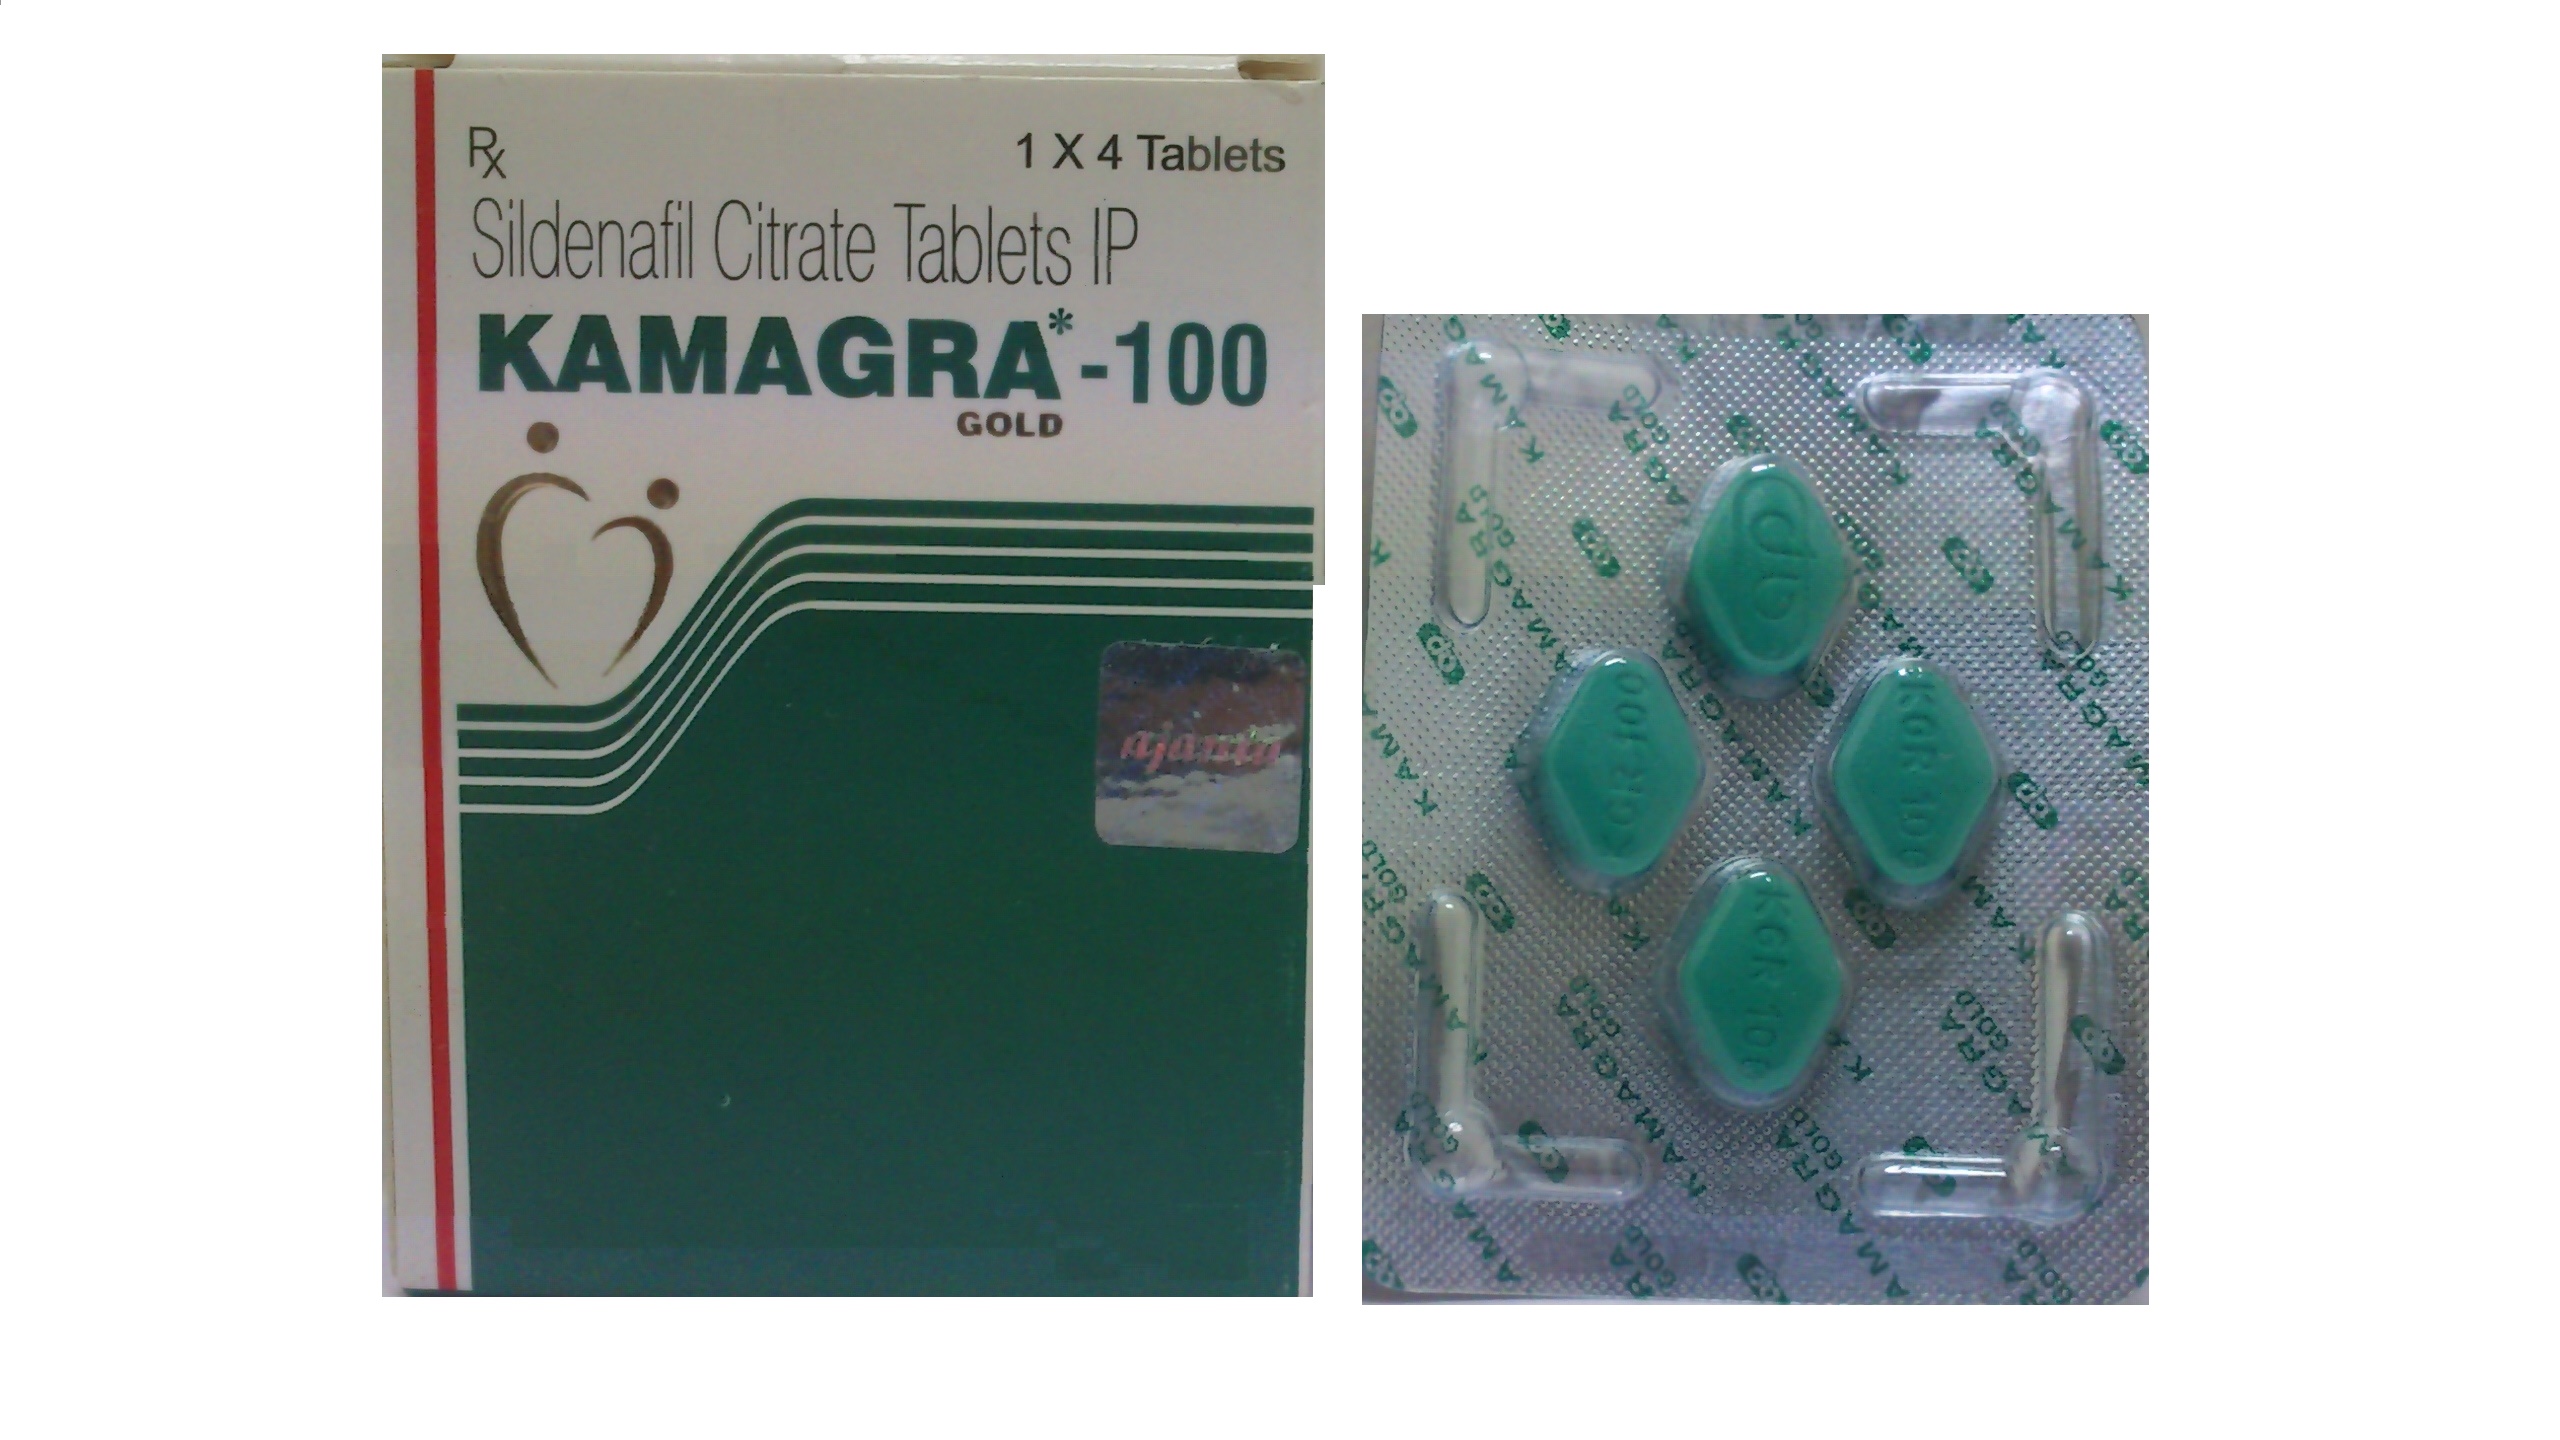 Rx
1 X 4 Tablets
Sildenafil Citrate Tablets IP
KAMAGRA*-100
GOLD
ajanta
KGR 100
KGR 100
KGR 100
KAMAGRA
GOLD
KAMAGRA
GOLD
KAMAGRA
GOLD